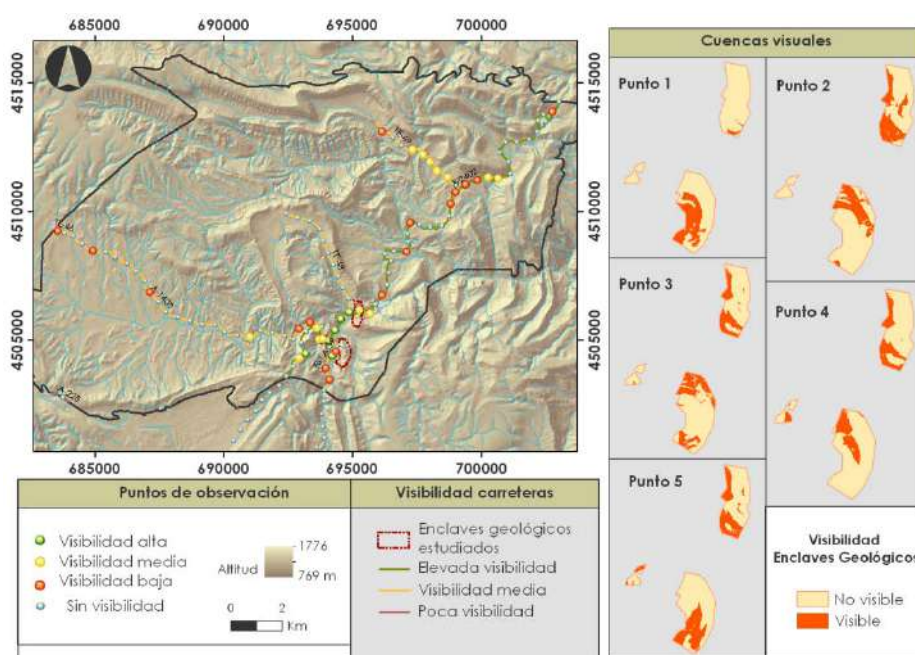 685000 690000 695000 700000
4515000
4510000
4505000
4515000
4510000
4505000
A-226
685000 690000 695000 700000
Puntos de observación
Visibilidad alta
Visibilidad media
Visibilidad baja
Sin visibilidad
Altitud
1776
769 m
0 2
Km
Visibilidad carreteras
Enclaves geológicos
estudiados
Elevada visibilidad
Visibilidad media
Poca visibilidad
Cuencas visuales
Punto 1
Punto 2
Punto 3
Punto 4
Punto 5
Visibilidad
Enclaves Geológicos
No visible
Visible